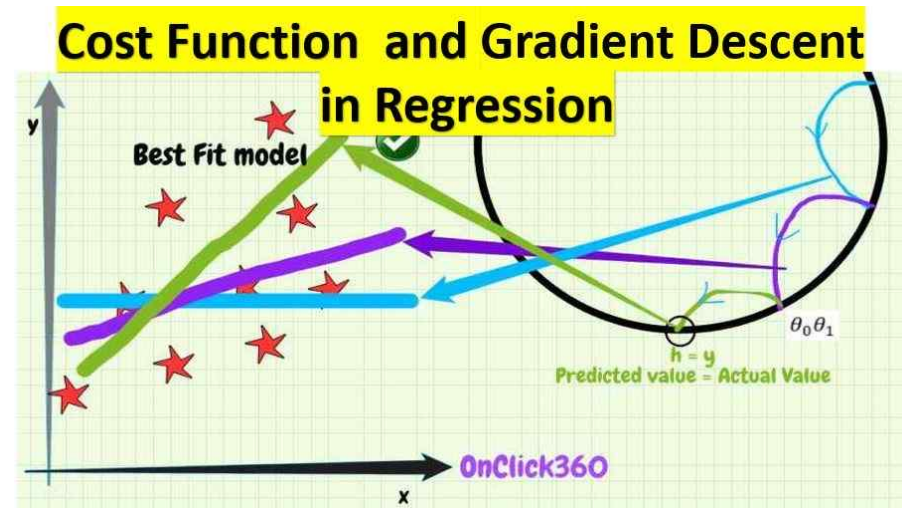 Cost Function and Gradient Descent
in Regression
y
Best Fit model
θ₀θ₁
h = y
Predicted value = Actual Value
OnClick360
x